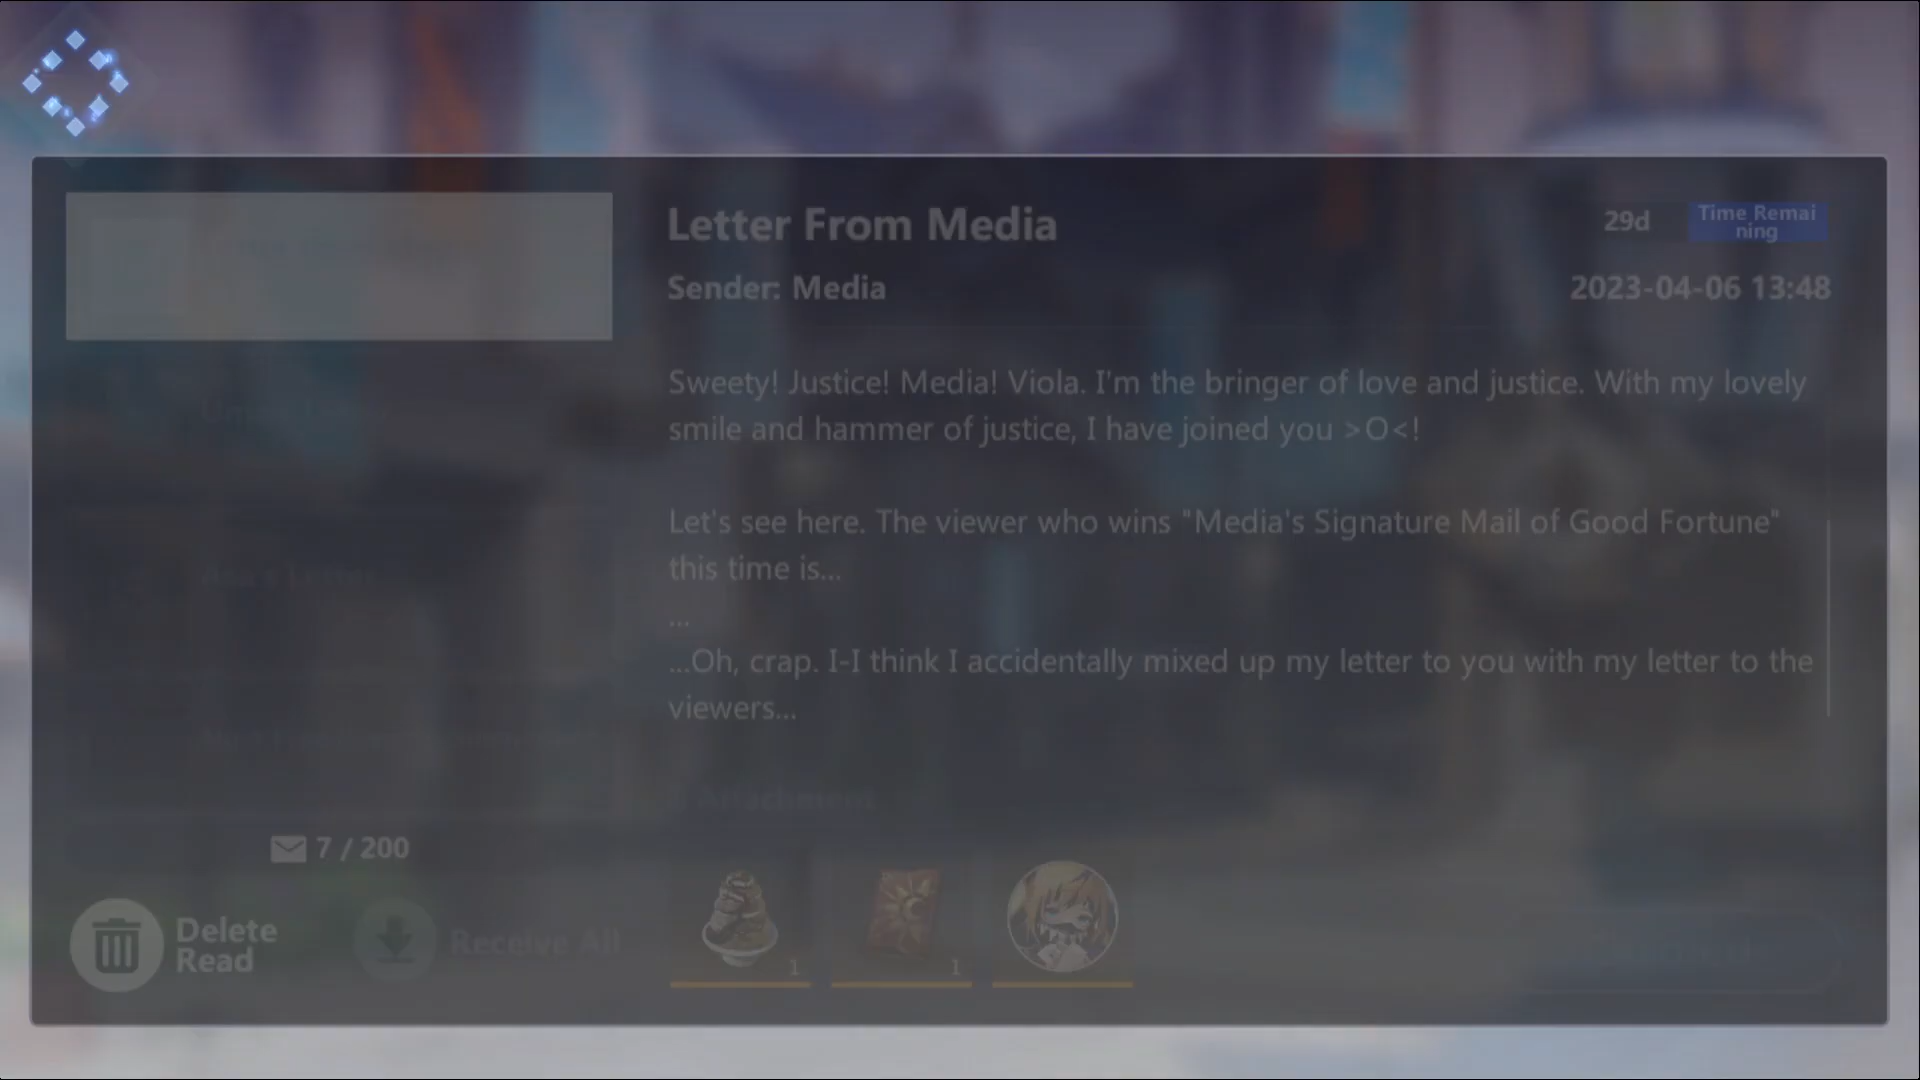 Letter From Media
29d
Time Remai
ning
Sender: Media
2023-04-06 13:48
Sweety! Justice! Media! Viola. I'm the bringer of love and justice. With my lovely
smile and hammer of justice, I have joined you >O<!
Let's see here. The viewer who wins "Media's Signature Mail of Good Fortune"
this time is...
...
...Oh, crap. I-I think I accidentally mixed up my letter to you with my letter to the
viewers...
Attachment
7 / 200
Delete
Read
Receive All
1
1